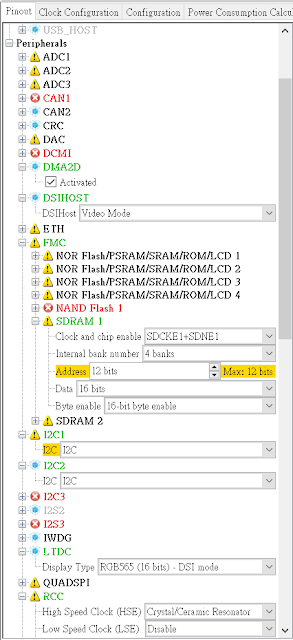 Pinout Clock Configuration Configuration Power Consumption Calcu
USB_HOST
Peripherals
ADC1
ADC2
ADC3
CAN1
CAN2
CRC
DAC
DCMI
DMA2D
Activated
DSIHOST
DSIHost Video Mode
ETH
FMC
NOR Flash/PSRAM/SRAM/ROM/LCD 1
NOR Flash/PSRAM/SRAM/ROM/LCD 2
NOR Flash/PSRAM/SRAM/ROM/LCD 3
NOR Flash/PSRAM/SRAM/ROM/LCD 4
NAND Flash 1
SDRAM 1
Clock and chip enable SDCKE1+SDNE1
Internal bank number 4 banks
Address 12 bits Max: 12 bits
Data 16 bits
Byte enable 16-bit byte enable
SDRAM 2
I2C1
I2C I2C
I2C2
I2C I2C
I2C3
I2S2
I2S3
IWDG
LTDC
Display Type RGB565 (16 bits) - DSI mode
QUADSPI
RCC
High Speed Clock (HSE) Crystal/Ceramic Resonator
Low Speed Clock (LSE) Disable